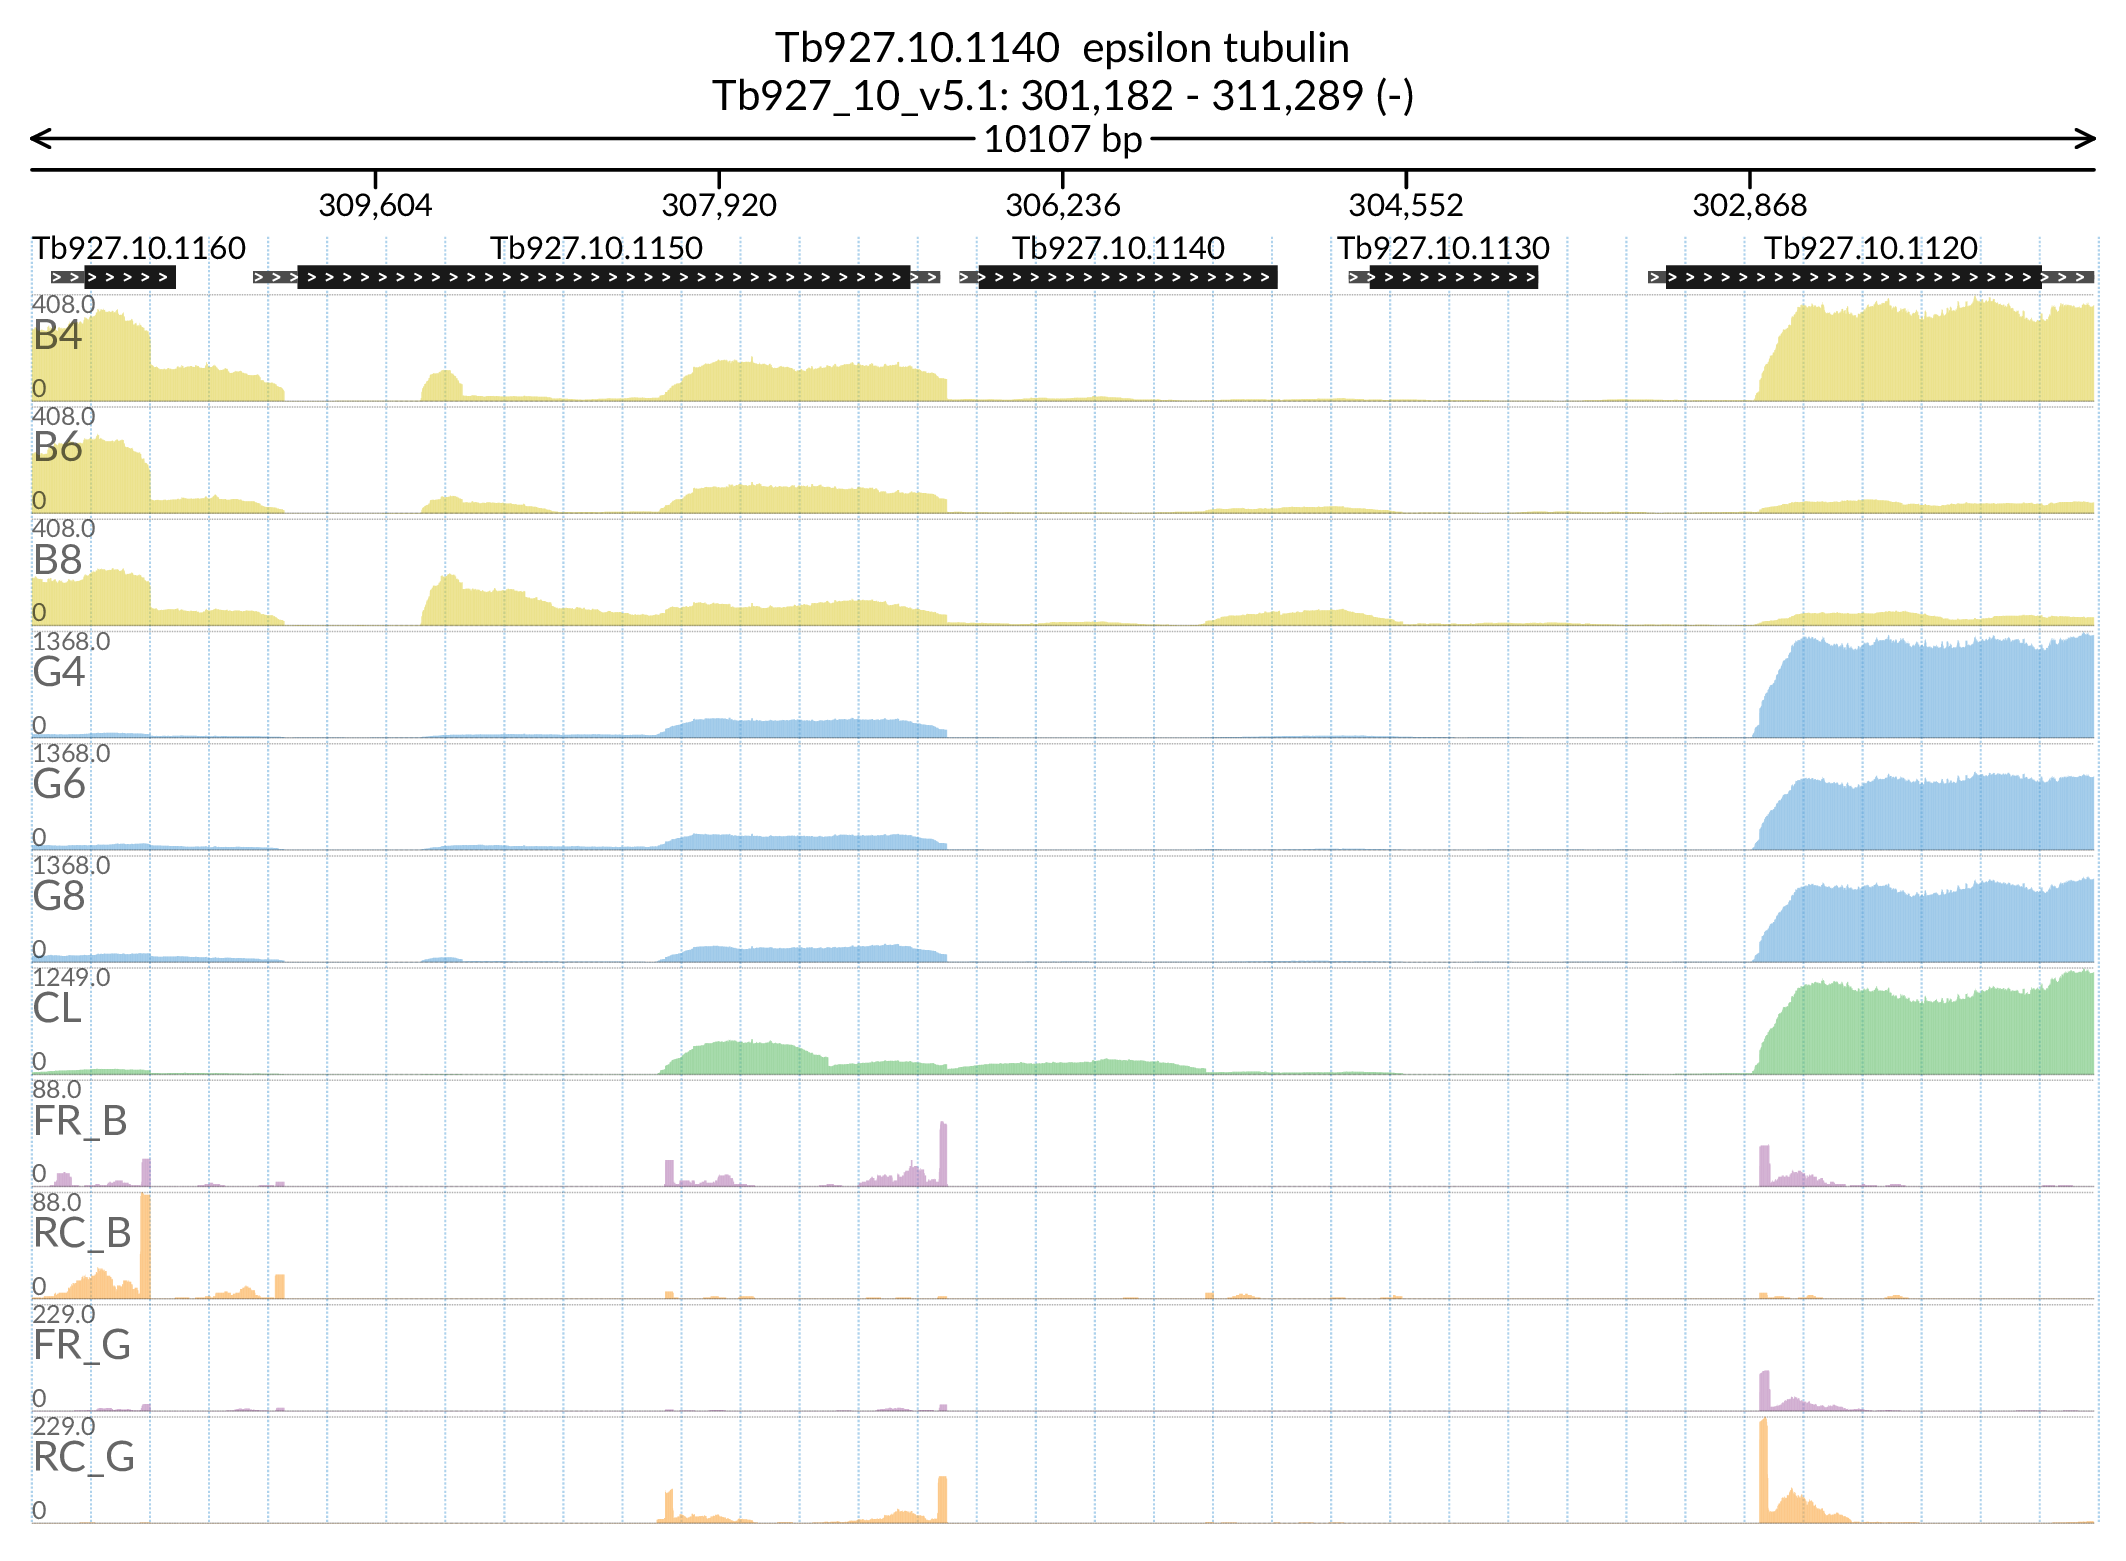 Tb927.10.1140 epsilon tubulin
Tb927_10_v5.1: 301,182 - 311,289 (-)
10107 bp
309,604 307,920 306,236 304,552 302,868
Tb927.10.1160 Tb927.10.1150 Tb927.10.1140 Tb927.10.1130 Tb927.10.1120
408.0
B4
0
408.0
B6
0
408.0
B8
0
1368.0
G4
0
1368.0
G6
0
1368.0
G8
0
1249.0
CL
0
88.0
FR_B
0
88.0
RC_B
0
229.0
FR_G
0
229.0
RC_G
0